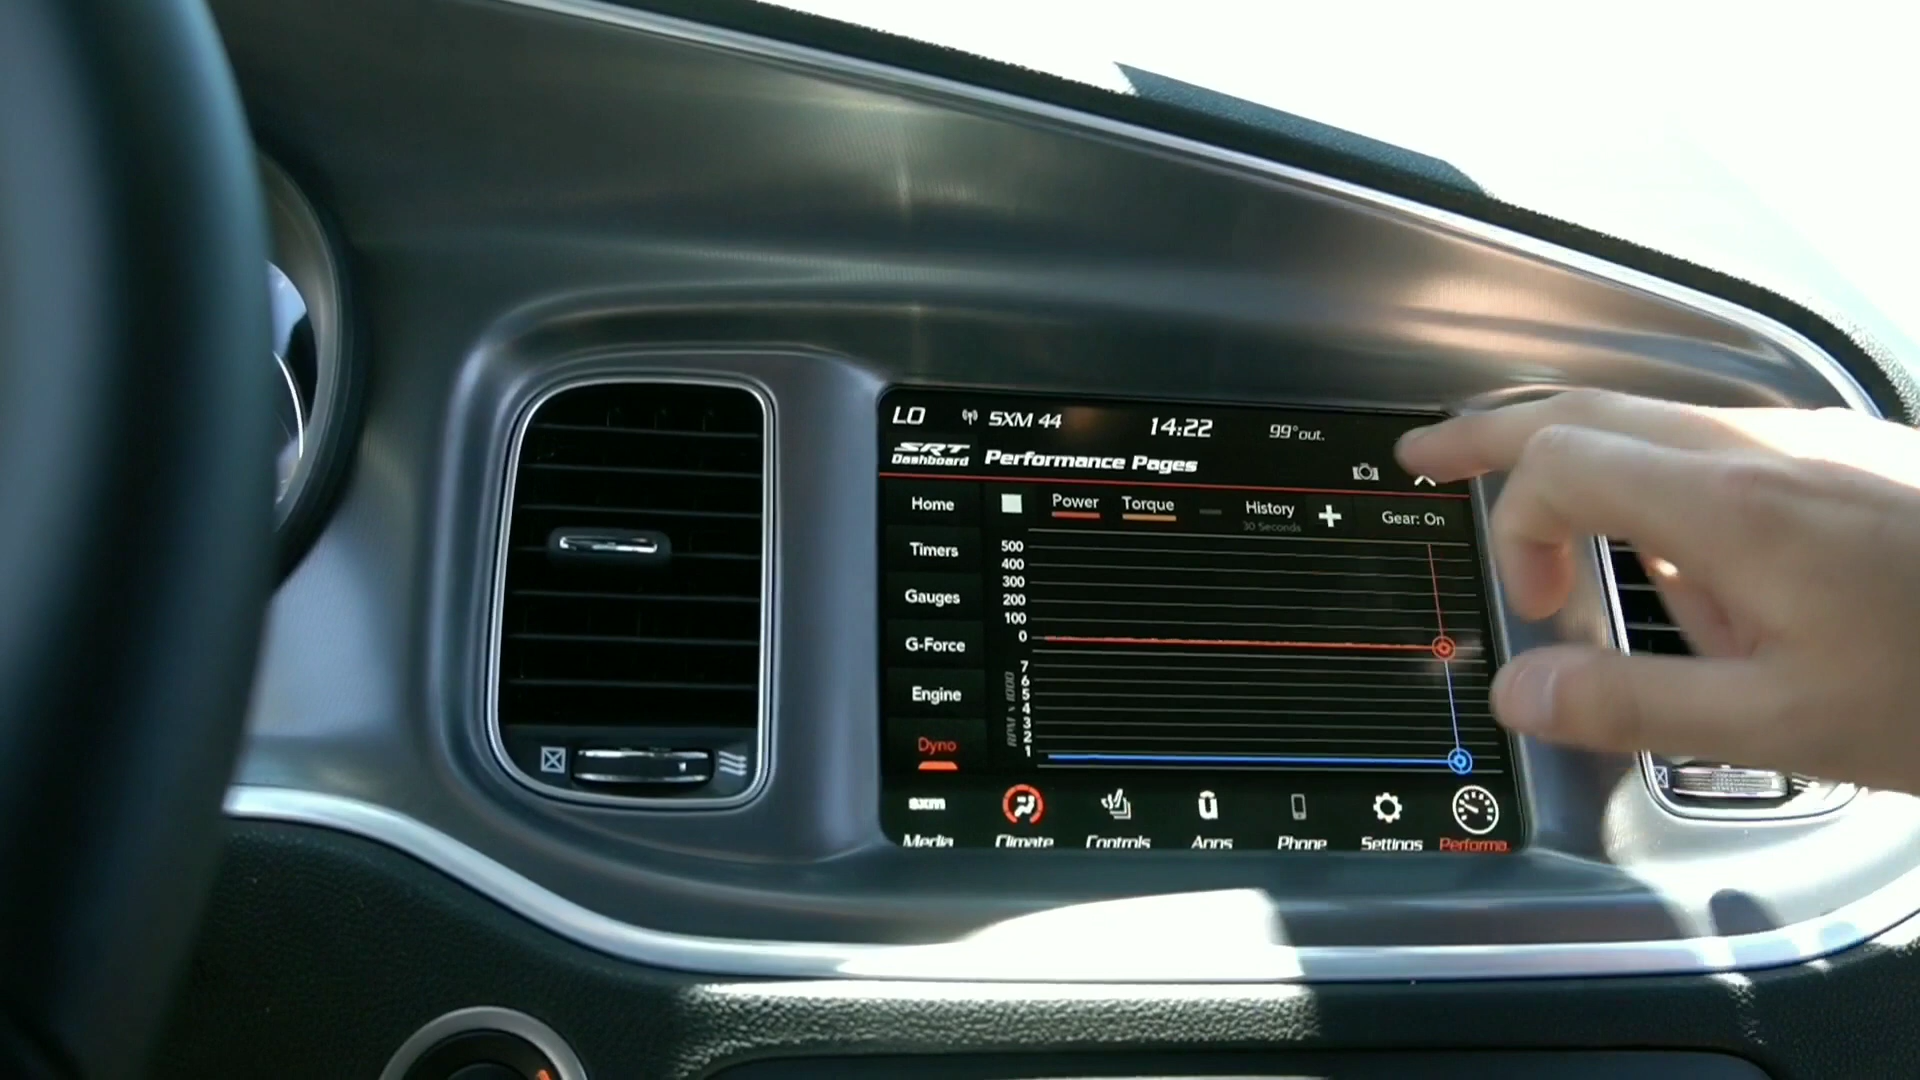 LO SXM 44 14:22 99°out.
SRT
Dashboard
Performance Pages
Home
Timers
Gauges
G-Force
Engine
Dyno
Power Torque History Gear: On
30 Seconds
500
400
300
200
100
0
RPM x 1000
7
6
5
4
3
2
1
sxm
Media Climate Controls Apps Phone Settings Performa.